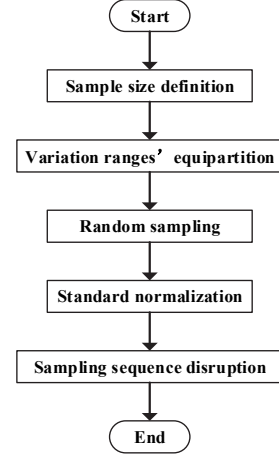 Start
Sample size definition
Variation ranges’ equipartition
Random sampling
Standard normalization
Sampling sequence disruption
End